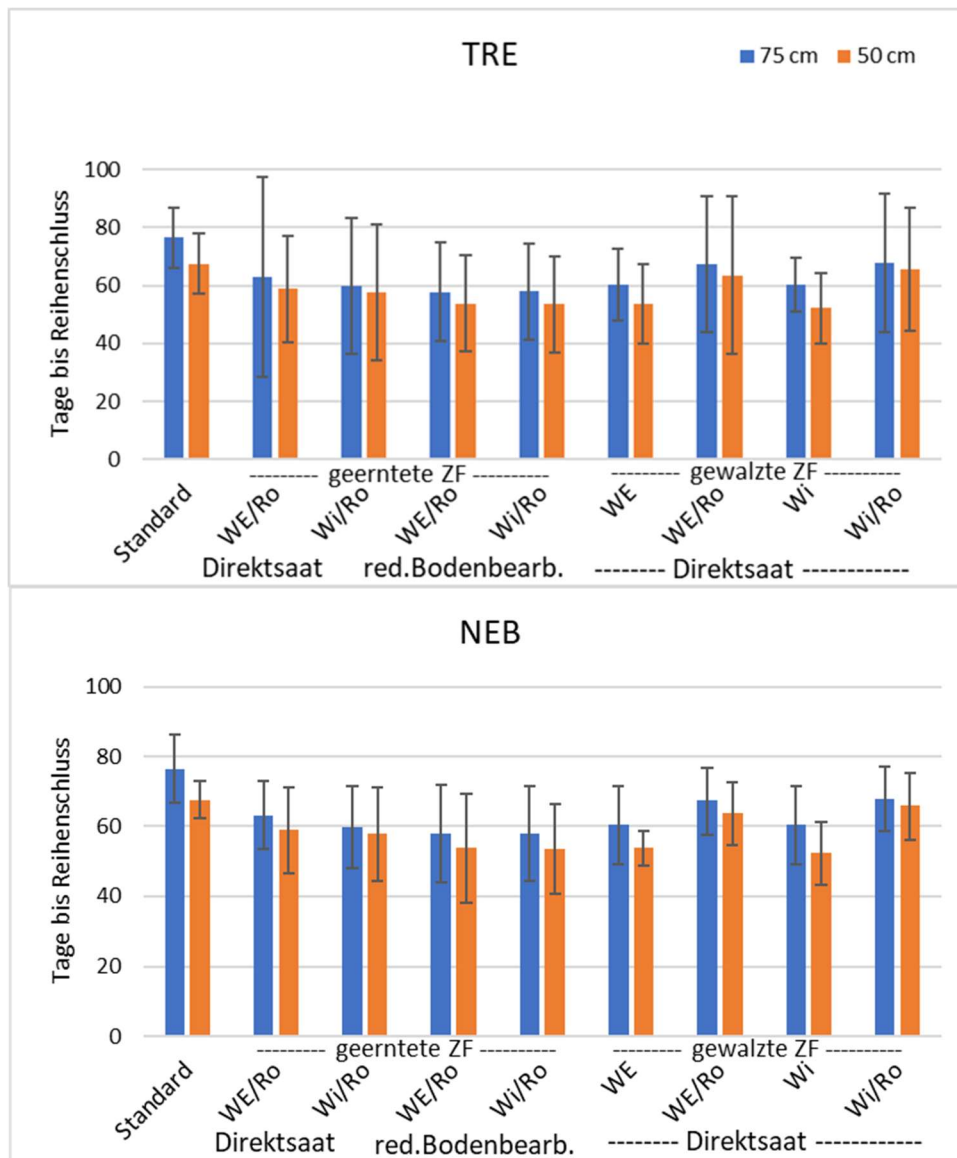 TRE
75 cm 50 cm
Tage bis Reihenschluss
100
80
60
40
20
0
--------- geerntete ZF --------- --------- gewalzte ZF ----------
Standard WE/Ro Wi/Ro WE/Ro Wi/Ro WE WE/Ro Wi Wi/Ro
Direktsaat red.Bodenbearb. -------- Direktsaat ------------
NEB
Tage bis Reihenschluss
100
80
60
40
20
0
--------- geerntete ZF --------- --------- gewalzte ZF ----------
Standard WE/Ro Wi/Ro WE/Ro Wi/Ro WE WE/Ro Wi Wi/Ro
Direktsaat red.Bodenbearb. -------- Direktsaat ------------